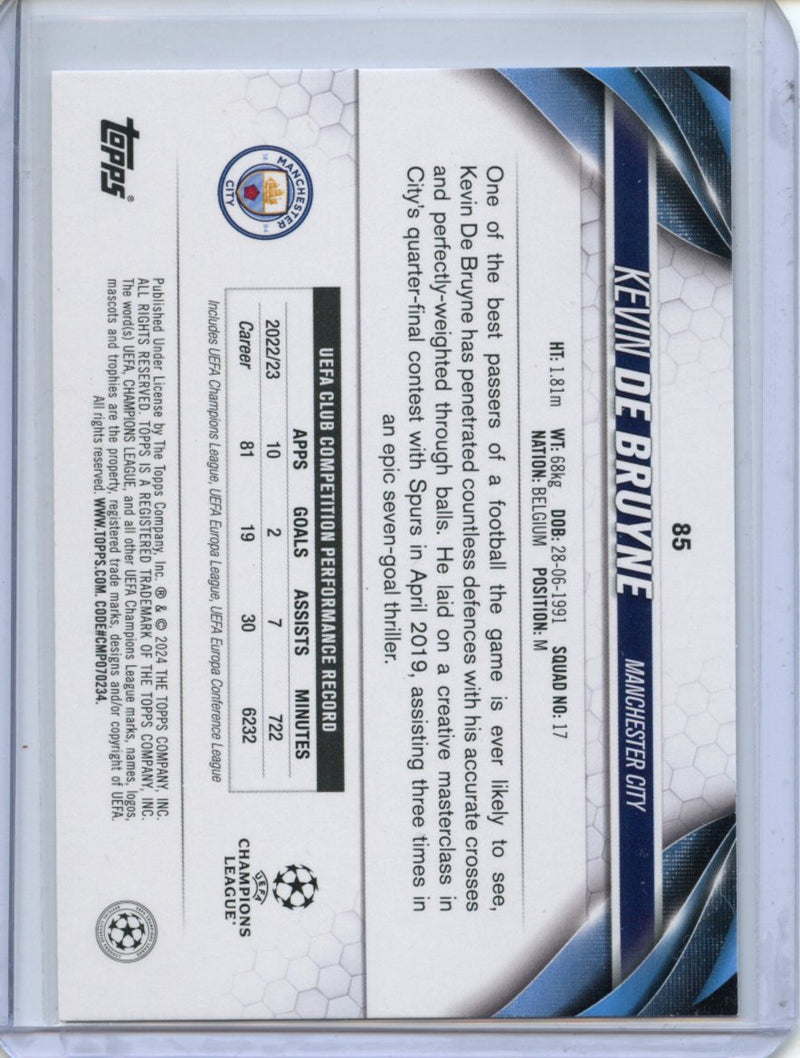 85
KEVIN DE BRUYNE MANCHESTER CITY
HT: 1.81m WT: 68kg DOB: 28-06-1991 SQUAD NO: 17
NATION: BELGIUM POSITION: M
One of the best passers of a football the game is ever likely to see,
Kevin De Bruyne has penetrated countless defences with his accurate crosses
and perfectly-weighted through balls. He laid on a creative masterclass in
City's quarter-final contest with Spurs in April 2019, assisting three times in
an epic seven-goal thriller.
MANCHESTER
CITY
18 94
UEFA CLUB COMPETITION PERFORMANCE RECORD
APPS GOALS ASSISTS MINUTES
2022/23 10 2 7 722
Career 81 19 30 6232
Includes UEFA Champions League, UEFA Europa League, UEFA Europa Conference League
UEFA
CHAMPIONS
LEAGUE®
topps®
Published Under License by The Topps Company, Inc. ® & © 2024 THE TOPPS COMPANY, INC.
ALL RIGHTS RESERVED. TOPPS IS A REGISTERED TRADEMARK OF THE TOPPS COMPANY, INC.
The word(s) UEFA, CHAMPIONS LEAGUE, and all other UEFA Champions League marks, names, logos,
mascots and trophies are the property, registered trade marks, designs and/or copyright of UEFA.
All rights reserved. WWW.TOPPS.COM. CODE#CMP070234.